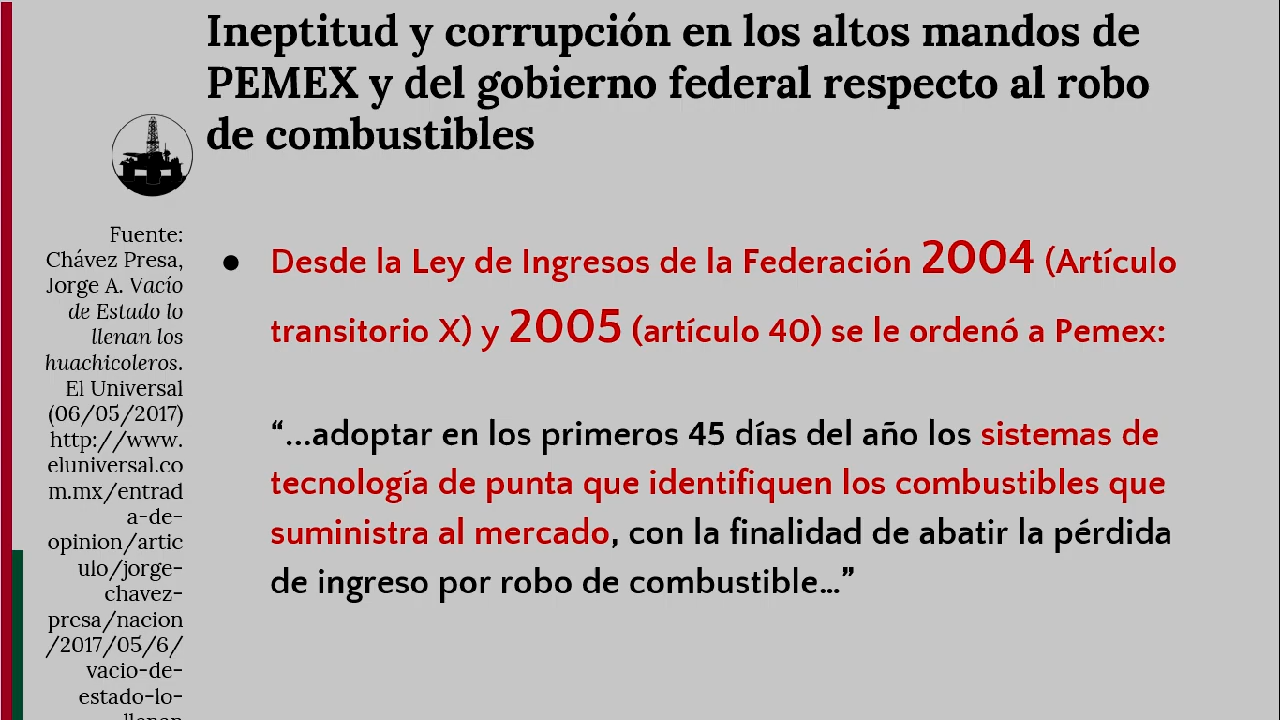 Ineptitud y corrupción en los altos mandos de
PEMEX y del gobierno federal respecto al robo
de combustibles
Fuente:
Chávez Presa,
Jorge A. Vacío
de Estado lo
llenan los
huachicoleros.
El Universal
(06/05/2017)
http://www.
eluniversal.co
m.mx/entrad
a-de-
opinion/artic
ulo/jorge-
chavez-
presa/nacion
/2017/05/6/
vacio-de-
estado-lo-
llenan
● Desde la Ley de Ingresos de la Federación 2004 (Artículo
transitorio X) y 2005 (artículo 40) se le ordenó a Pemex:
“...adoptar en los primeros 45 días del año los sistemas de
tecnología de punta que identifiquen los combustibles que
suministra al mercado, con la finalidad de abatir la pérdida
de ingreso por robo de combustible...”